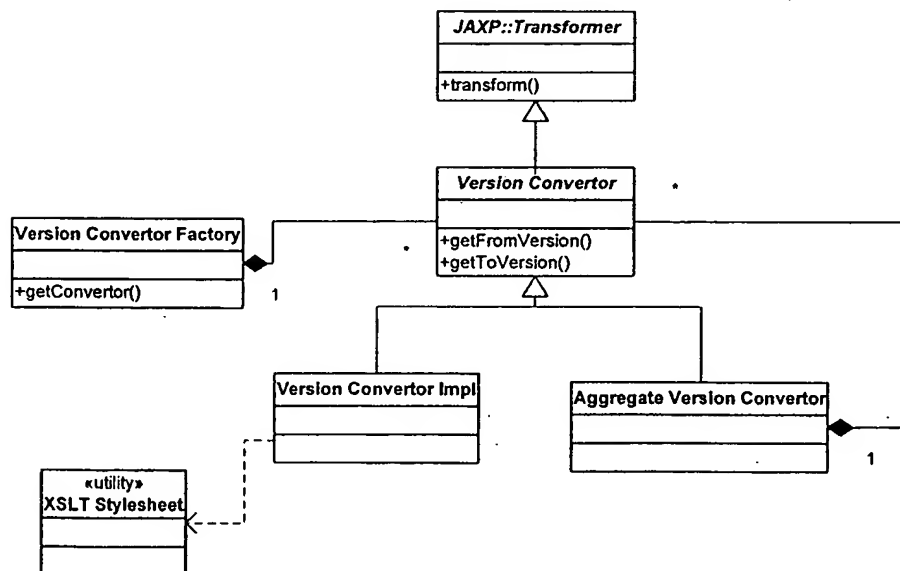 JAXP::Transformer
+transform()
Version Convertor
*
+getFromVersion()
+getToVersion()
Version Convertor Factory
*
+getConvertor()
1
Version Convertor Impl
Aggregate Version Convertor
1
«utility»
XSLT Stylesheet